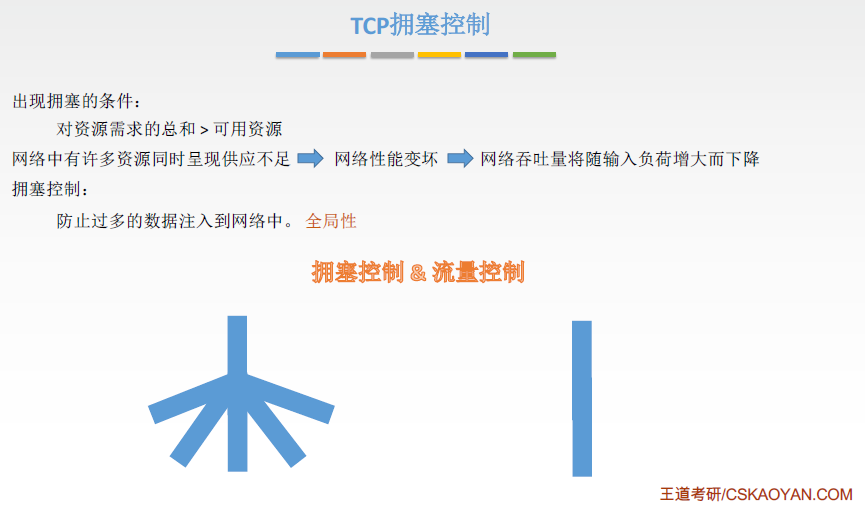 TCP拥塞控制
出现拥塞的条件：
对资源需求的总和 > 可用资源
网络中有许多资源同时呈现供应不足 网络性能变坏 网络吞吐量将随输入负荷增大而下降
拥塞控制：
防止过多的数据注入到网络中。 全局性
拥塞控制 & 流量控制
王道考研/CSKAOYAN.COM